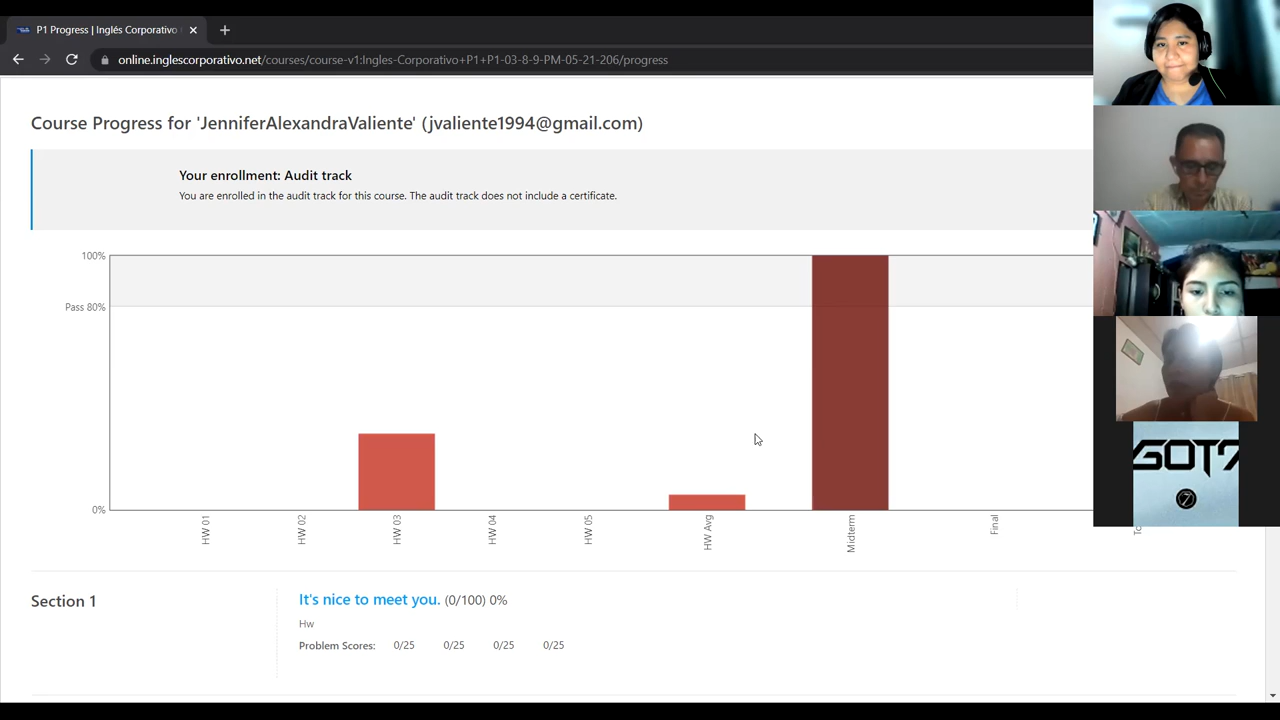 P1 Progress | Inglés Corporativo
online.inglescorporativo.net/courses/course-v1:Ingles-Corporativo+P1+P1-03-8-9-PM-05-21-206/progress
Course Progress for 'JenniferAlexandraValiente' (jvaliente1994@gmail.com)
Your enrollment: Audit track
You are enrolled in the audit track for this course. The audit track does not include a certificate.
100%
Pass 80%
0%
HW 01
HW 02
HW 03
HW 04
HW 05
HW Avg
Midterm
Final
GOT7
7
Section 1
It's nice to meet you. (0/100) 0%
Hw
Problem Scores: 0/25 0/25 0/25 0/25